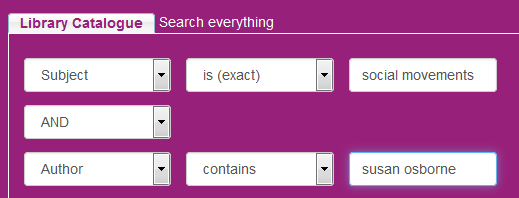 Library Catalogue Search everything
Subject is (exact) social movements
AND
Author contains susan osborne